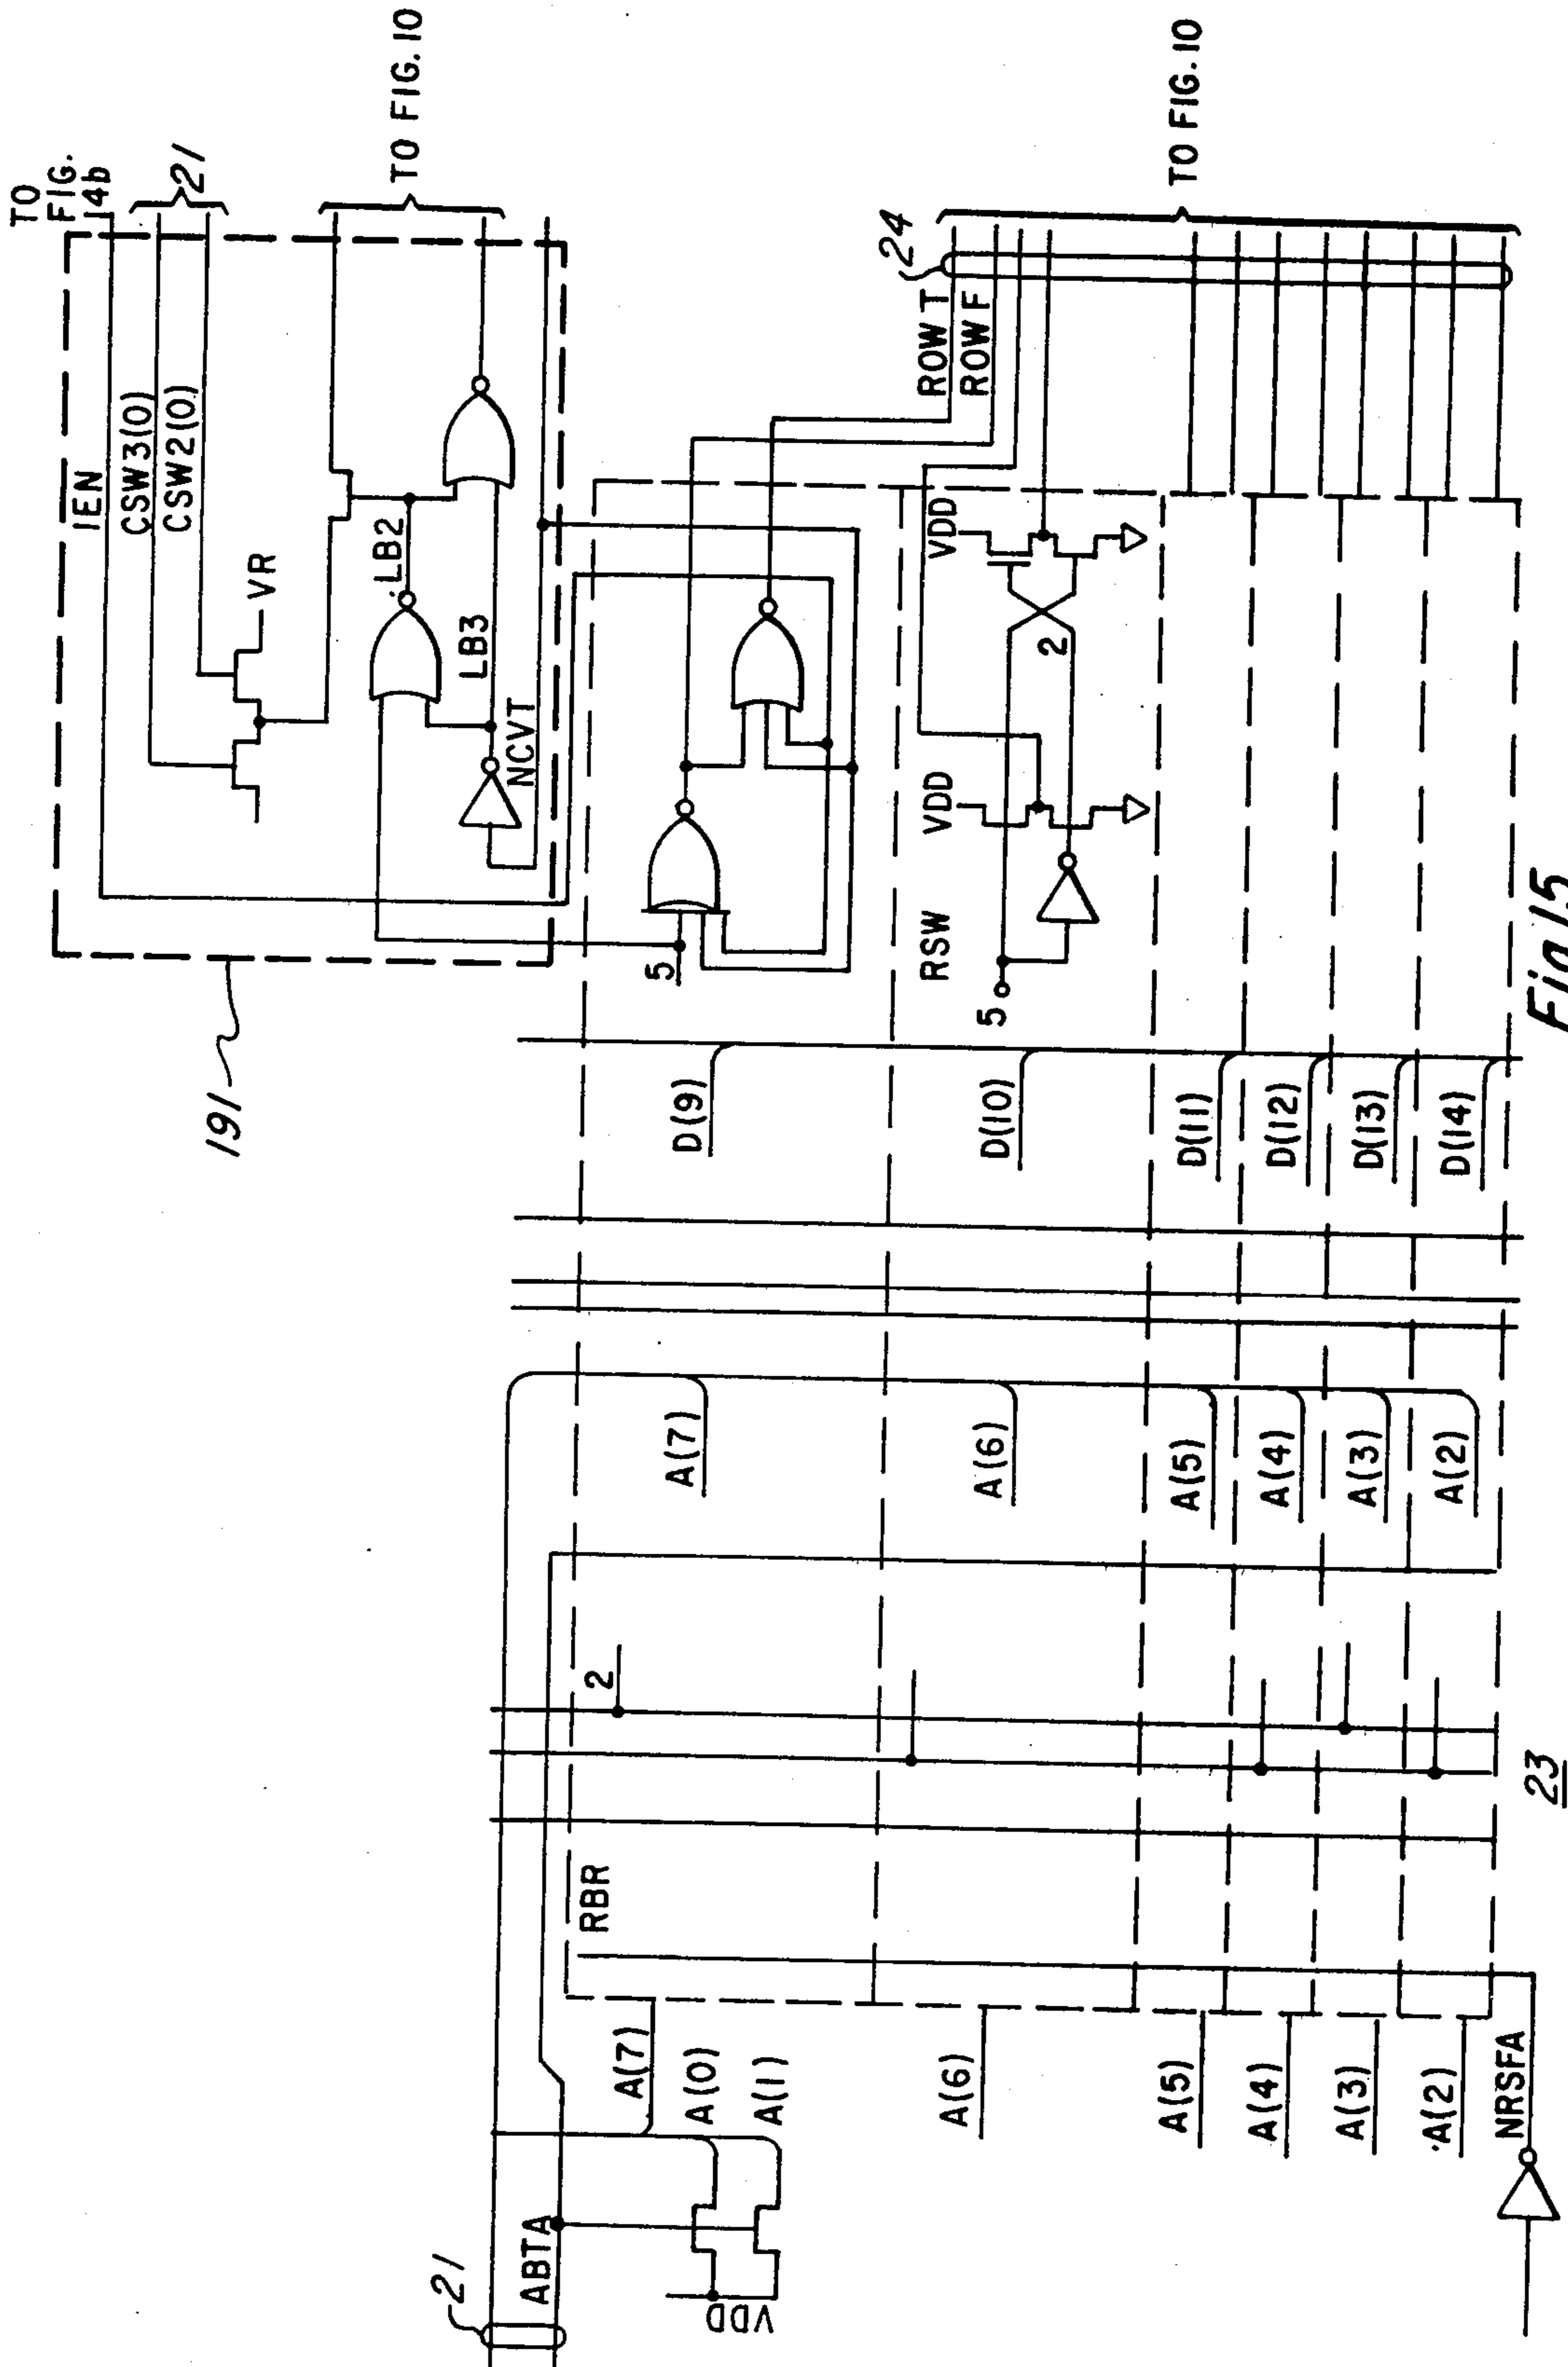 TO
FIG.
14b
IEN
CSW3(0)
CSW2(0)
21
VR
LB2
LB3
NCVT
TO FIG. 10
191
5
ROW T
ROW F
24
TO FIG. 10
RSW
VDD
VDD
2
5
D(9)
D(10)
D(11)
D(12)
D(13)
D(14)
A(7)
A(6)
A(5)
A(4)
A(3)
A(2)
2
RBR
21
ABTA
VDD
A(7)
A(0)
A(1)
A(6)
A(5)
A(4)
A(3)
A(2)
NRSFA
23
Fig.15